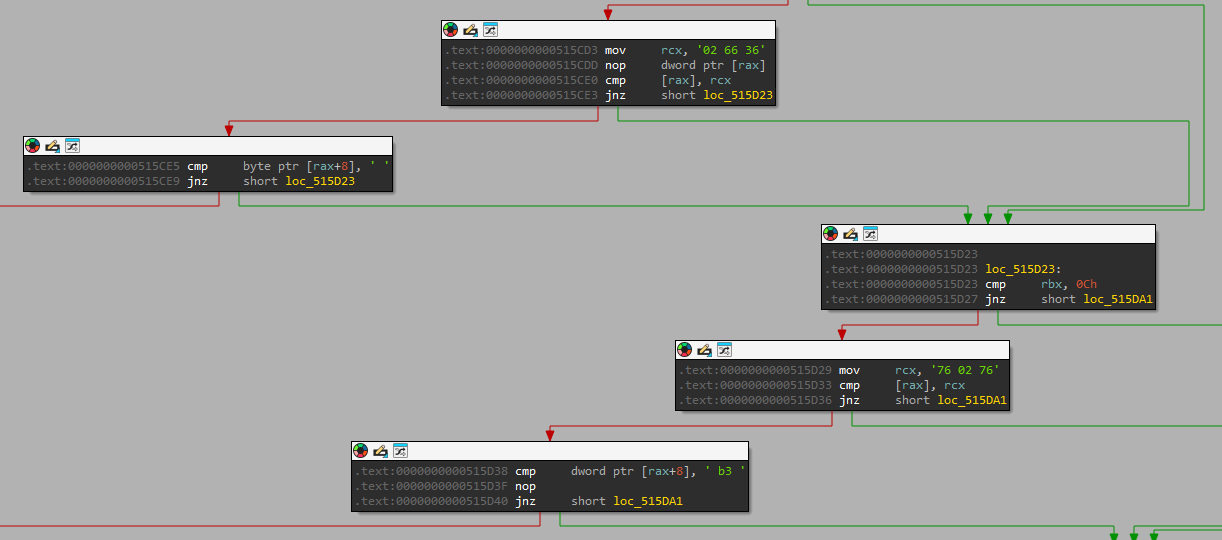 .text:0000000000515CD3 mov rcx, '02 66 36'
.text:0000000000515CDD nop dword ptr [rax]
.text:0000000000515CE0 cmp [rax], rcx
.text:0000000000515CE3 jnz short loc_515D23
.text:0000000000515CE5 cmp byte ptr [rax+8], ' '
.text:0000000000515CE9 jnz short loc_515D23
.text:0000000000515D23
.text:0000000000515D23 loc_515D23:
.text:0000000000515D23 cmp rbx, 0Ch
.text:0000000000515D27 jnz short loc_515DA1
.text:0000000000515D29 mov rcx, '76 02 76'
.text:0000000000515D33 cmp [rax], rcx
.text:0000000000515D36 jnz short loc_515DA1
.text:0000000000515D38 cmp dword ptr [rax+8], ' b3 '
.text:0000000000515D3F nop
.text:0000000000515D40 jnz short loc_515DA1